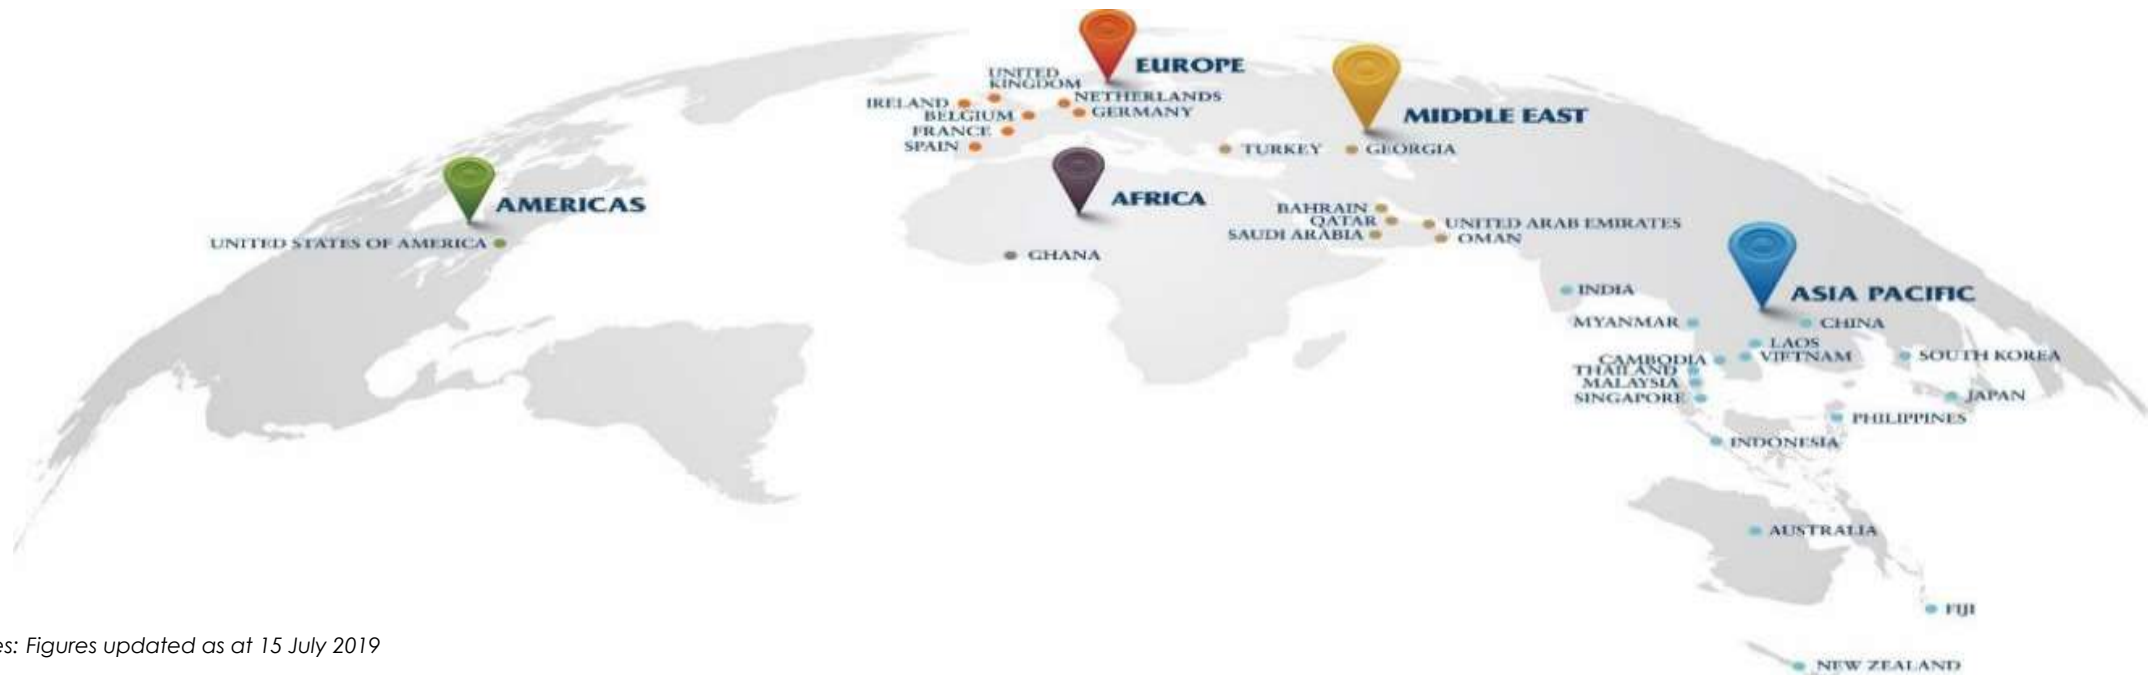 EUROPE
UNITED
KINGDOM
IRELAND
NETHERLANDS
BELGIUM
GERMANY
FRANCE
SPAIN
MIDDLE EAST
TURKEY
GEORGIA
BAHRAIN
QATAR
UNITED ARAB EMIRATES
SAUDI ARABIA
OMAN
AMERICAS
UNITED STATES OF AMERICA
AFRICA
GHANA
ASIA PACIFIC
INDIA
MYANMAR
CHINA
LAOS
CAMBODIA
VIETNAM
SOUTH KOREA
THAILAND
MALAYSIA
SINGAPORE
JAPAN
PHILIPPINES
INDONESIA
AUSTRALIA
FIJI
NEW ZEALAND
es: Figures updated as at 15 July 2019